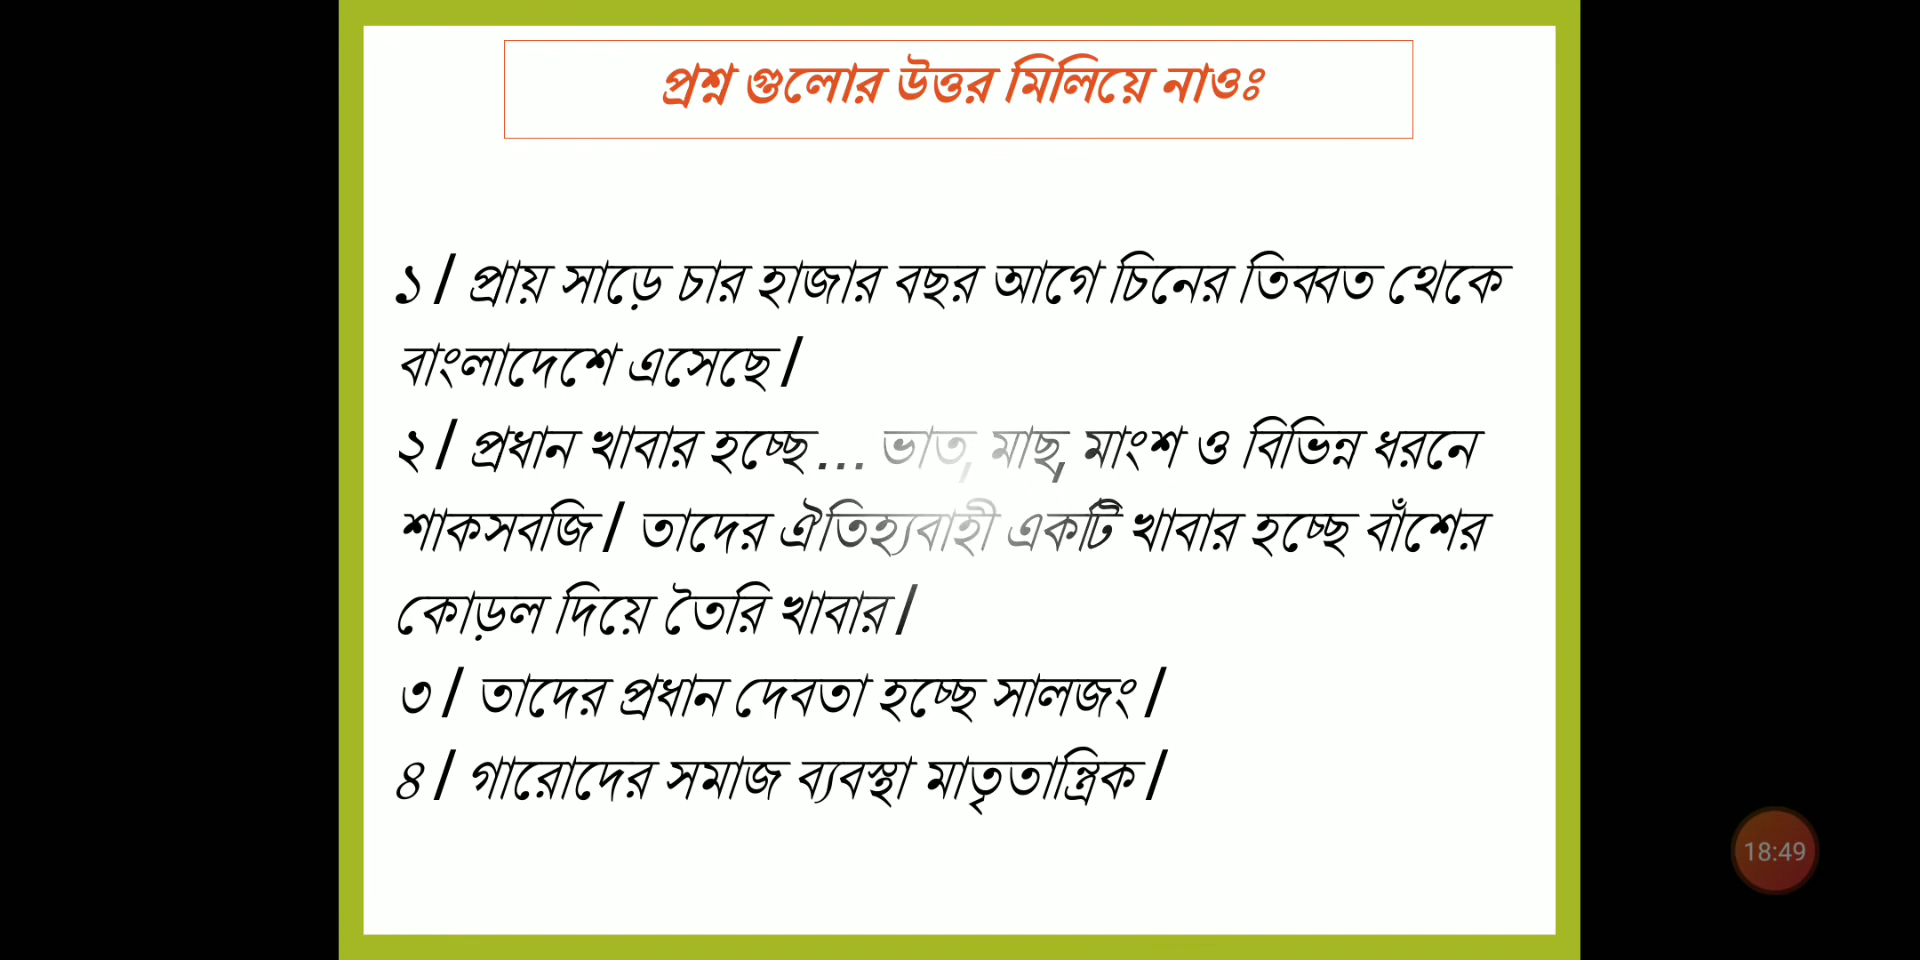 প্রশ্ন গুলোর উত্তর মিলিয়ে নাওঃ
১। প্রায় সাড়ে চার হাজার বছর আগে চিনের তিব্বত থেকে
বাংলাদেশে এসেছে।
২। প্রধান খাবার হচ্ছে... ভাত, মাছ, মাংশ ও বিভিন্ন ধরনে
শাকসবজি। তাদের ঐতিহ্যবাহী একটি খাবার হচ্ছে বাঁশের
কোড়ল দিয়ে তৈরি খাবার।
৩। তাদের প্রধান দেবতা হচ্ছে সালজং।
৪। গারোদের সমাজ ব্যবস্থা মাতৃতান্ত্রিক।
18:49